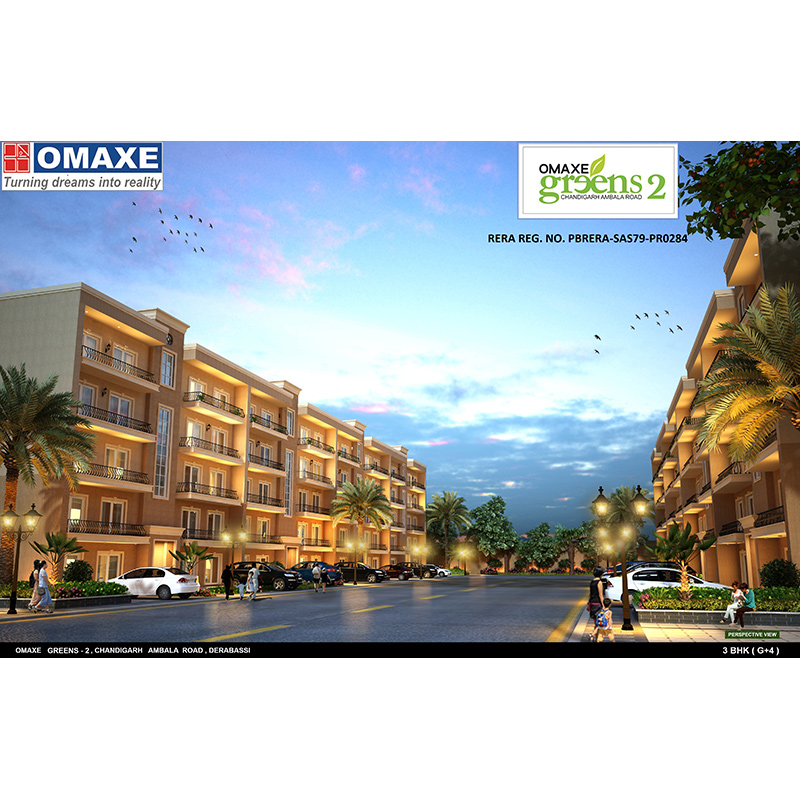 OMAXE
Turning dreams into reality
OMAXE
greens 2
CHANDIGARH AMBALA ROAD
RERA REG. NO. PBRERA-SAS79-PR0284
PERSPECTIVE VIEW
OMAXE GREENS - 2 , CHANDIGARH AMBALA ROAD , DERABASSI
3 BHK ( G+4 )